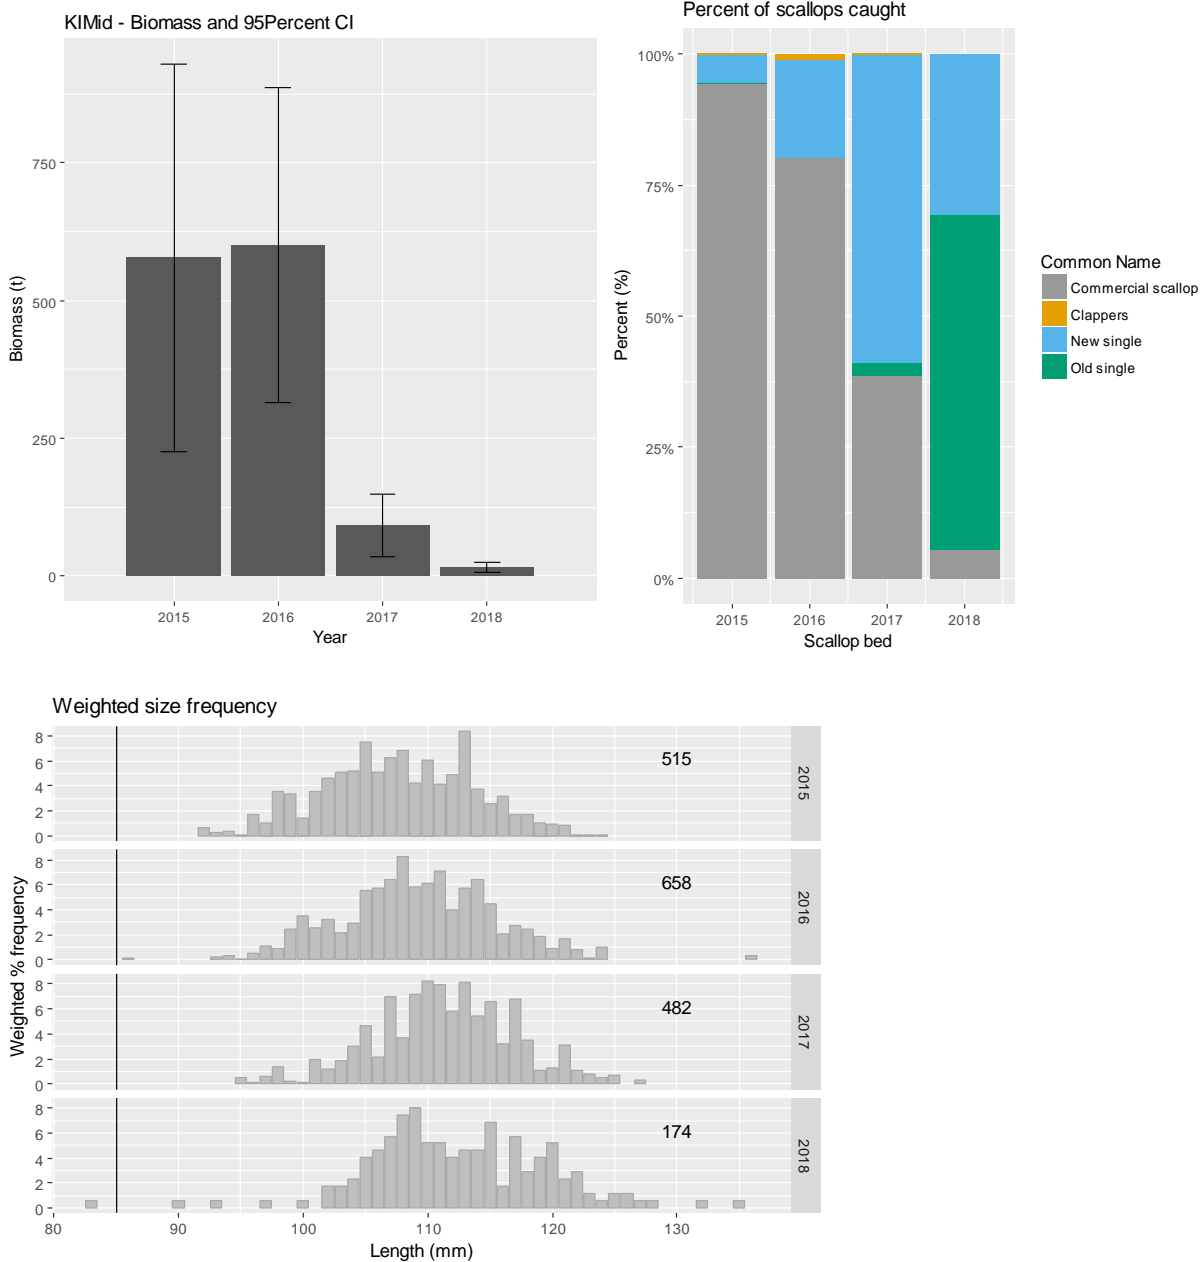 KIMid - Biomass and 95Percent CI
Biomass (t)
750
500
250
0
2015 2016 2017 2018
Year
Percent of scallops caught
Percent (%)
100%
75%
50%
25%
0%
2015 2016 2017 2018
Scallop bed
Common Name
Commercial scallop
Clappers
New single
Old single
Weighted size frequency
Weighted % frequency
8
6
4
2
0
515
2015
8
6
4
2
0
658
2016
8
6
4
2
0
482
2017
8
6
4
2
0
174
2018
80 90 100 110 120 130
Length (mm)